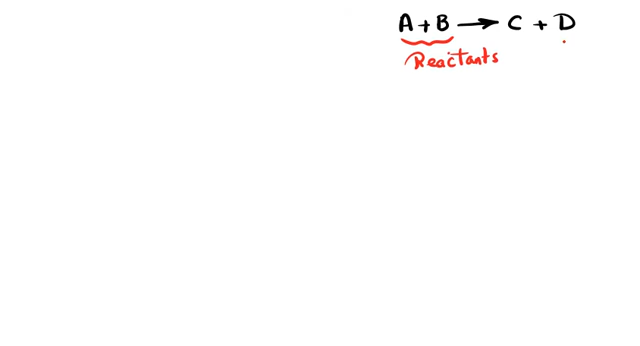 A + B → C + D
Reactants